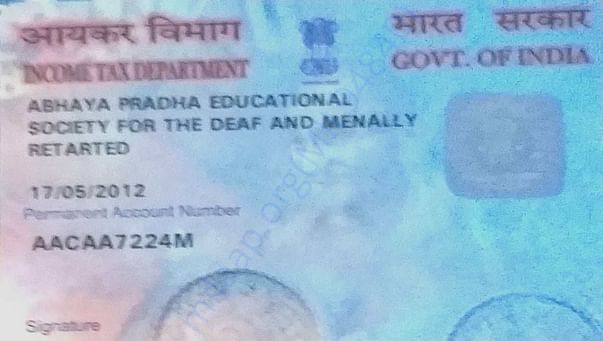 आयकर विभाग
INCOME TAX DEPARTMENT
भारत सरकार
GOVT. OF INDIA
ABHAYA PRADHA EDUCATIONAL
SOCIETY FOR THE DEAF AND MENALLY
RETARTED
17/05/2012
Permanent Account Number
AACAA7224M
Signature